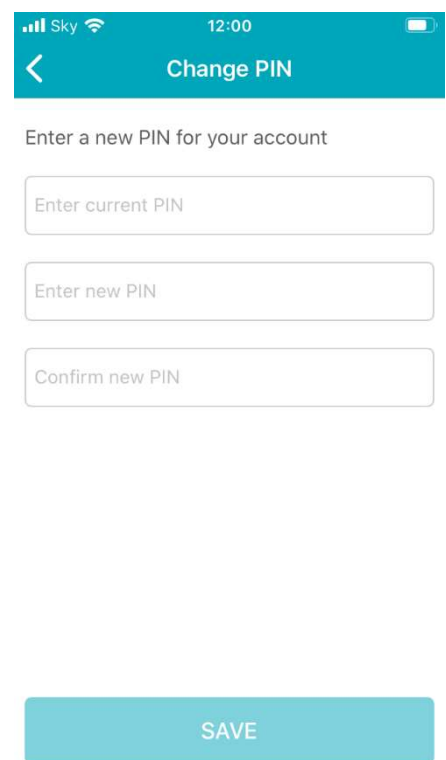 Sky 12:00
Change PIN
Enter a new PIN for your account
Enter current PIN
Enter new PIN
Confirm new PIN
SAVE